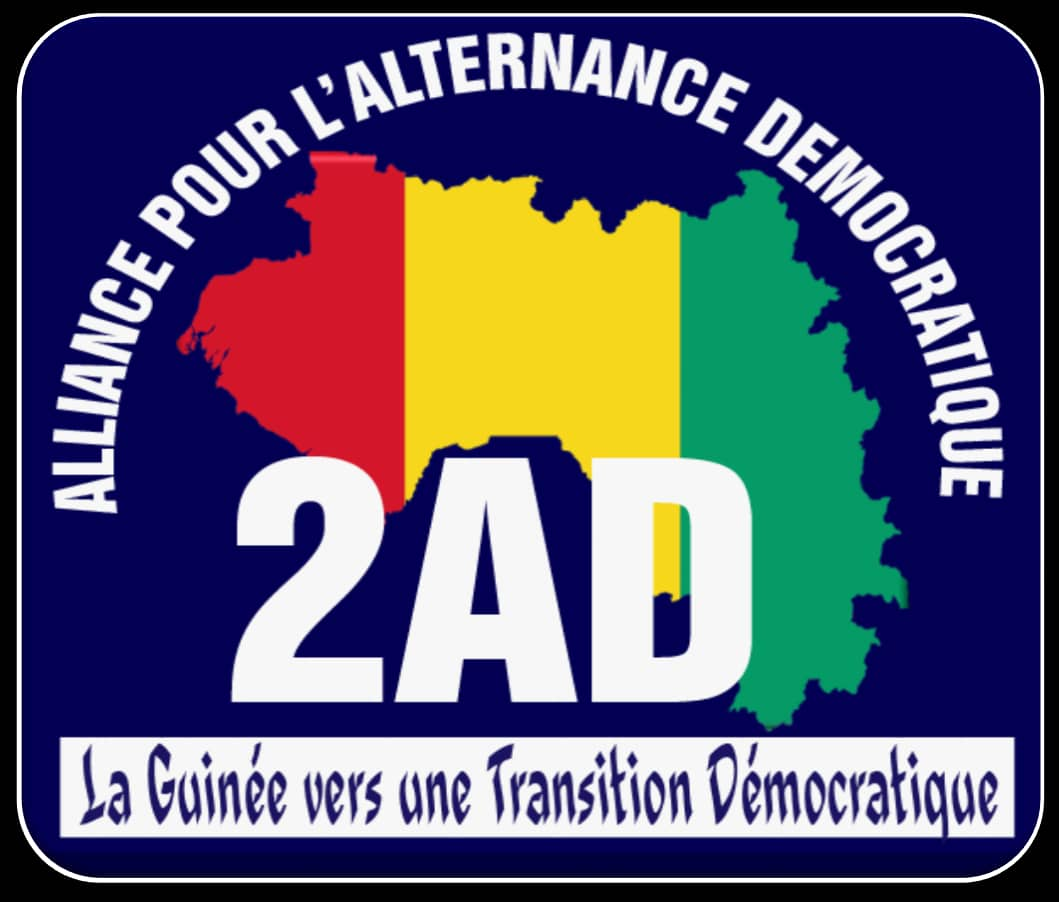 ALLIANCE POUR L'ALTERNANCE DEMOCRATIQUE
2AD
La Guinée vers une Transition Démocratique